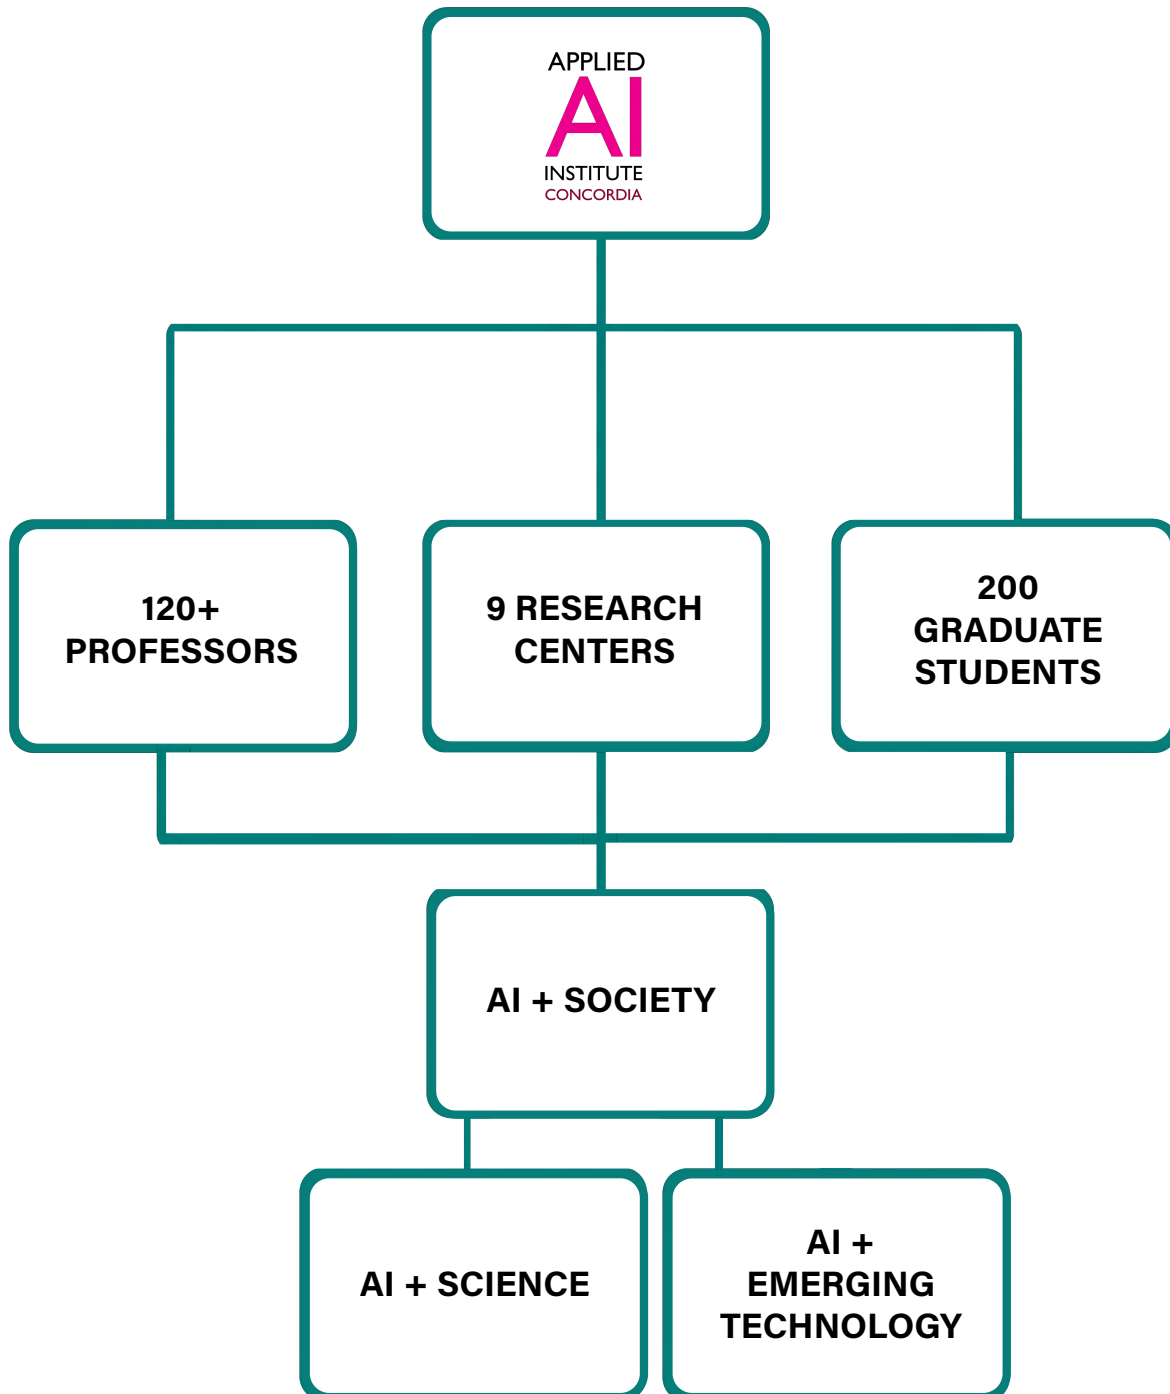 APPLIED
AI
INSTITUTE
CONCORDIA
120+
PROFESSORS
9 RESEARCH
CENTERS
200
GRADUATE
STUDENTS
AI + SOCIETY
AI + SCIENCE
AI +
EMERGING
TECHNOLOGY